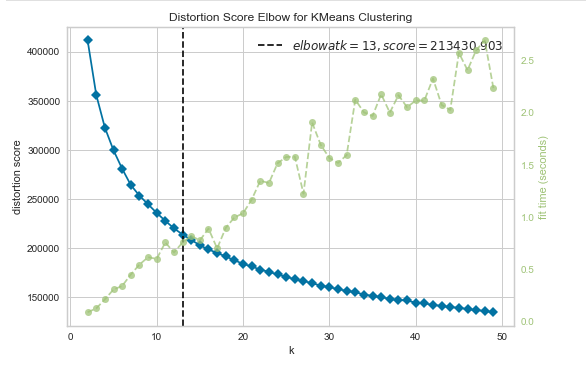 Distortion Score Elbow for KMeans Clustering
elbowatk = 13, score = 213430.903
400000
350000
300000
250000
200000
150000
distortion score
2.5
2.0
1.5
1.0
0.5
0.0
fit time (seconds)
0 10 20 30 40 50
k